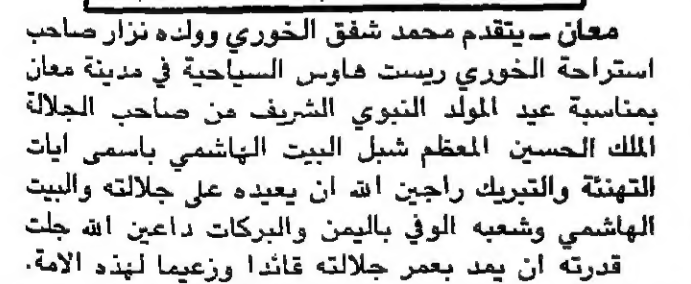 معان ـ يتقدم محمد شفق الخوري وولده نزار صاحب
استراحة الخوري ريست هاوس السياحية في مدينة معان
بمناسبة عيد المولد النبوي الشريف من صاحب الجلالة
الملك الحسين المعظم شبل البيت الهاشمي باسمى ايات
التهنئة والتبريك راجين الله ان يعيده على جلالته والبيت
الهاشمي وشعبه الوفي باليمن والبركات داعين الله جلت
قدرته ان يمد بعمر جلالته قائدا وزعيما لهذه الامة.